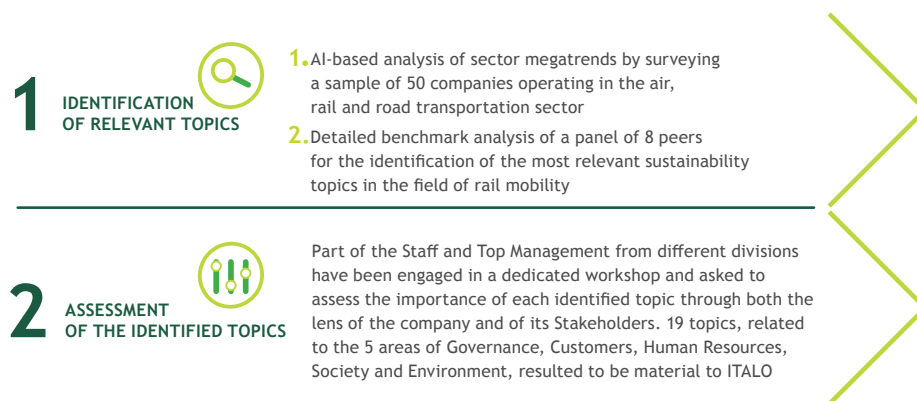 1
IDENTIFICATION
OF RELEVANT TOPICS
1. AI-based analysis of sector megatrends by surveying
a sample of 50 companies operating in the air,
rail and road transportation sector
2. Detailed benchmark analysis of a panel of 8 peers
for the identification of the most relevant sustainability
topics in the field of rail mobility
2
ASSESSMENT
OF THE IDENTIFIED TOPICS
Part of the Staff and Top Management from different divisions
have been engaged in a dedicated workshop and asked to
assess the importance of each identified topic through both the
lens of the company and of its Stakeholders. 19 topics, related
to the 5 areas of Governance, Customers, Human Resources,
Society and Environment, resulted to be material to ITALO